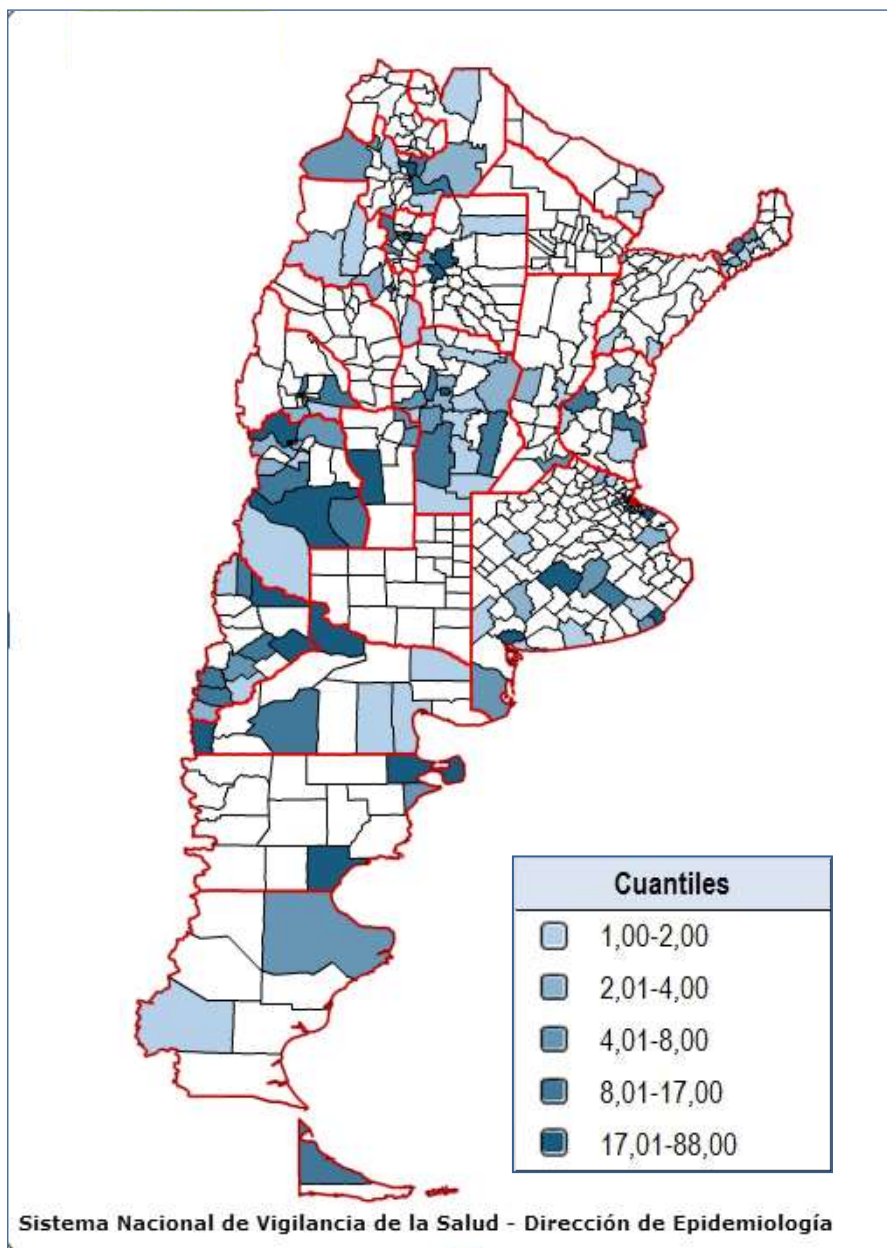 Cuantiles
1,00-2,00
2,01-4,00
4,01-8,00
8,01-17,00
17,01-88,00
Sistema Nacional de Vigilancia de la Salud - Dirección de Epidemiología